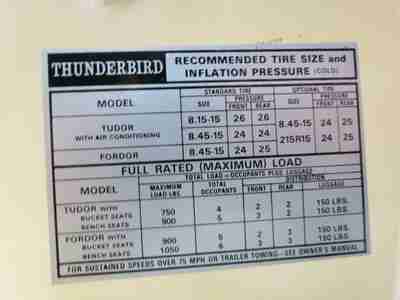 THUNDERBIRD RECOMMENDED TIRE SIZE and
INFLATION PRESSURE (COLD)
MODEL STANDARD TIRE OPTIONAL TIRE
SIZE PRESSURE SIZE PRESSURE
FRONT REAR FRONT REAR
TUDOR 8.15-15 26 26 8.45-15 24 25
WITH AIR CONDITIONING 8.45-15 24 24 215R15 24 25
FORDOR 8.45-15 24 25
FULL RATED (MAXIMUM) LOAD
MODEL TOTAL LOAD = OCCUPANTS PLUS LUGGAGE
MAXIMUM LOAD LBS. TOTAL OCCUPANTS DISTRIBUTION
FRONT REAR LUGGAGE
TUDOR WITH
BUCKET SEATS 750 4 2 2 150 LBS.
BENCH SEATS 900 5 3 2 150 LBS.
FORDOR WITH
BUCKET SEATS 900 5 2 3 150 LBS.
BENCH SEATS 1050 6 3 3 150 LBS.
FOR SUSTAINED SPEEDS OVER 75 MPH OR TRAILER TOWING—SEE OWNER'S MANUAL